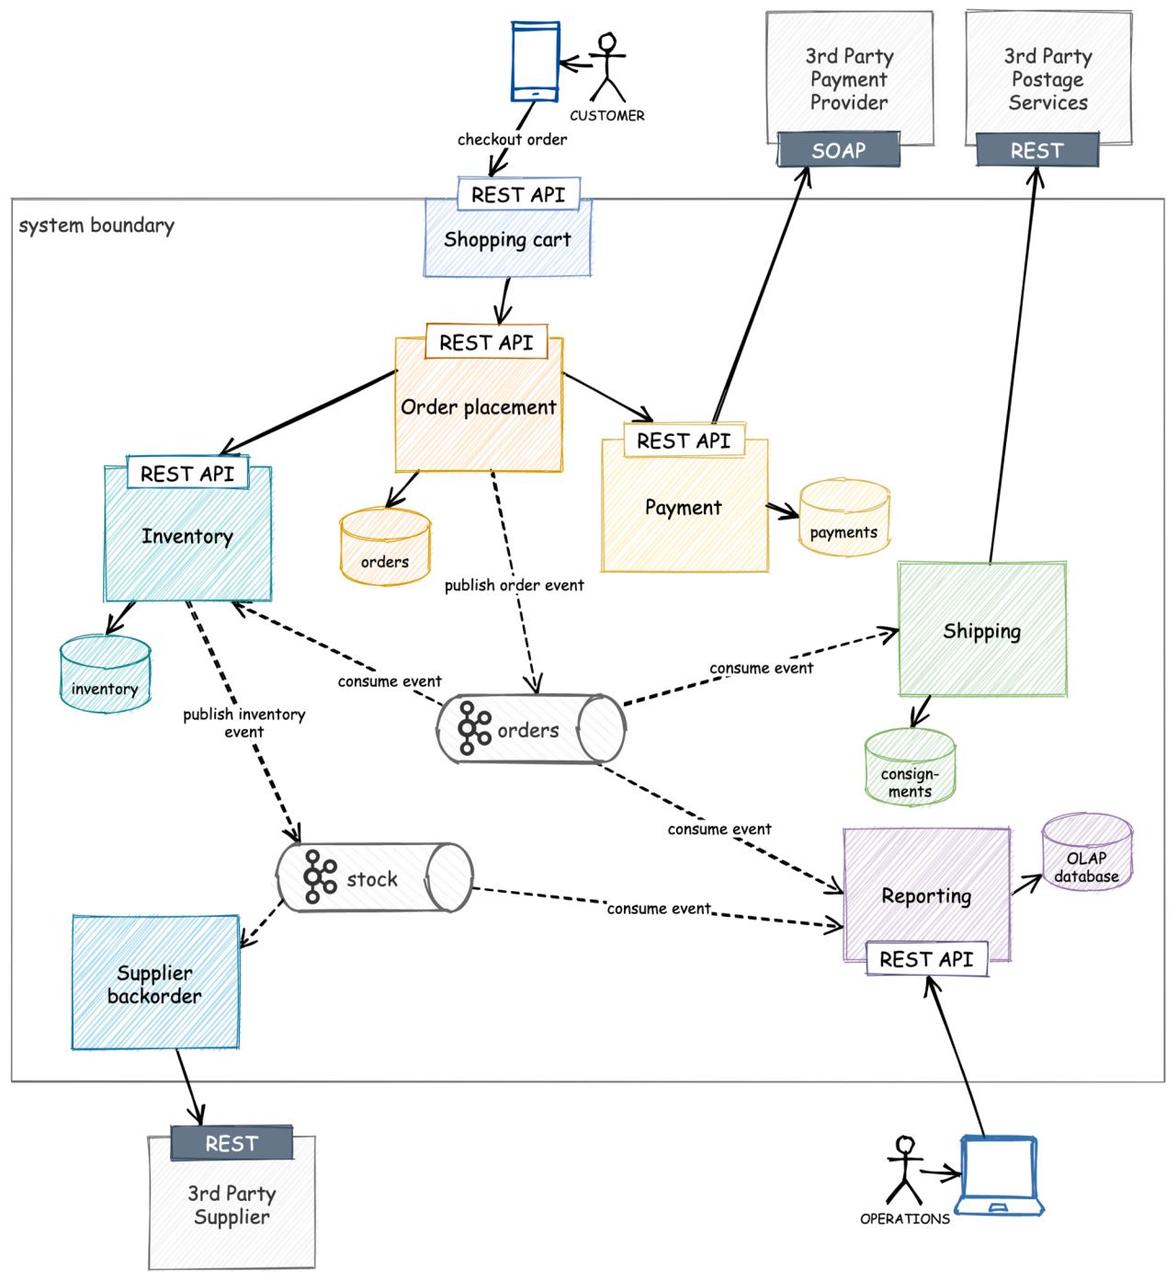 CUSTOMER
checkout order
3rd Party
Payment
Provider
SOAP
3rd Party
Postage
Services
REST
system boundary
REST API
Shopping cart
REST API
Order placement
REST API
Inventory
REST API
Payment
payments
orders
inventory
publish order event
Shipping
consume event
consume event
publish inventory
event
orders
consign-
ments
consume event
stock
consume event
Reporting
REST API
OLAP
database
Supplier
backorder
REST
3rd Party
Supplier
OPERATIONS